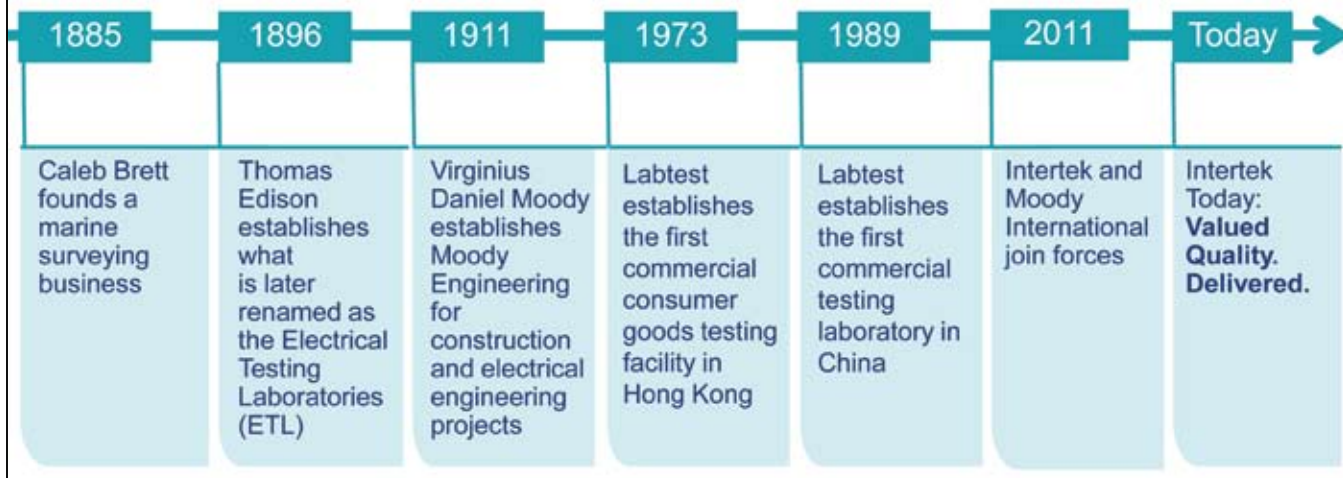 1885
1896
1911
1973
1989
2011
Today
Caleb Brett
founds a
marine
surveying
business
Thomas
Edison
establishes
what
is later
renamed as
the Electrical
Testing
Laboratories
(ETL)
Virginius
Daniel Moody
establishes
Moody
Engineering
for
construction
and electrical
engineering
projects
Labtest
establishes
the first
commercial
consumer
goods testing
facility in
Hong Kong
Labtest
establishes
the first
commercial
testing
laboratory in
China
Intertek and
Moody
International
join forces
Intertek
Today:
Valued
Quality.
Delivered.